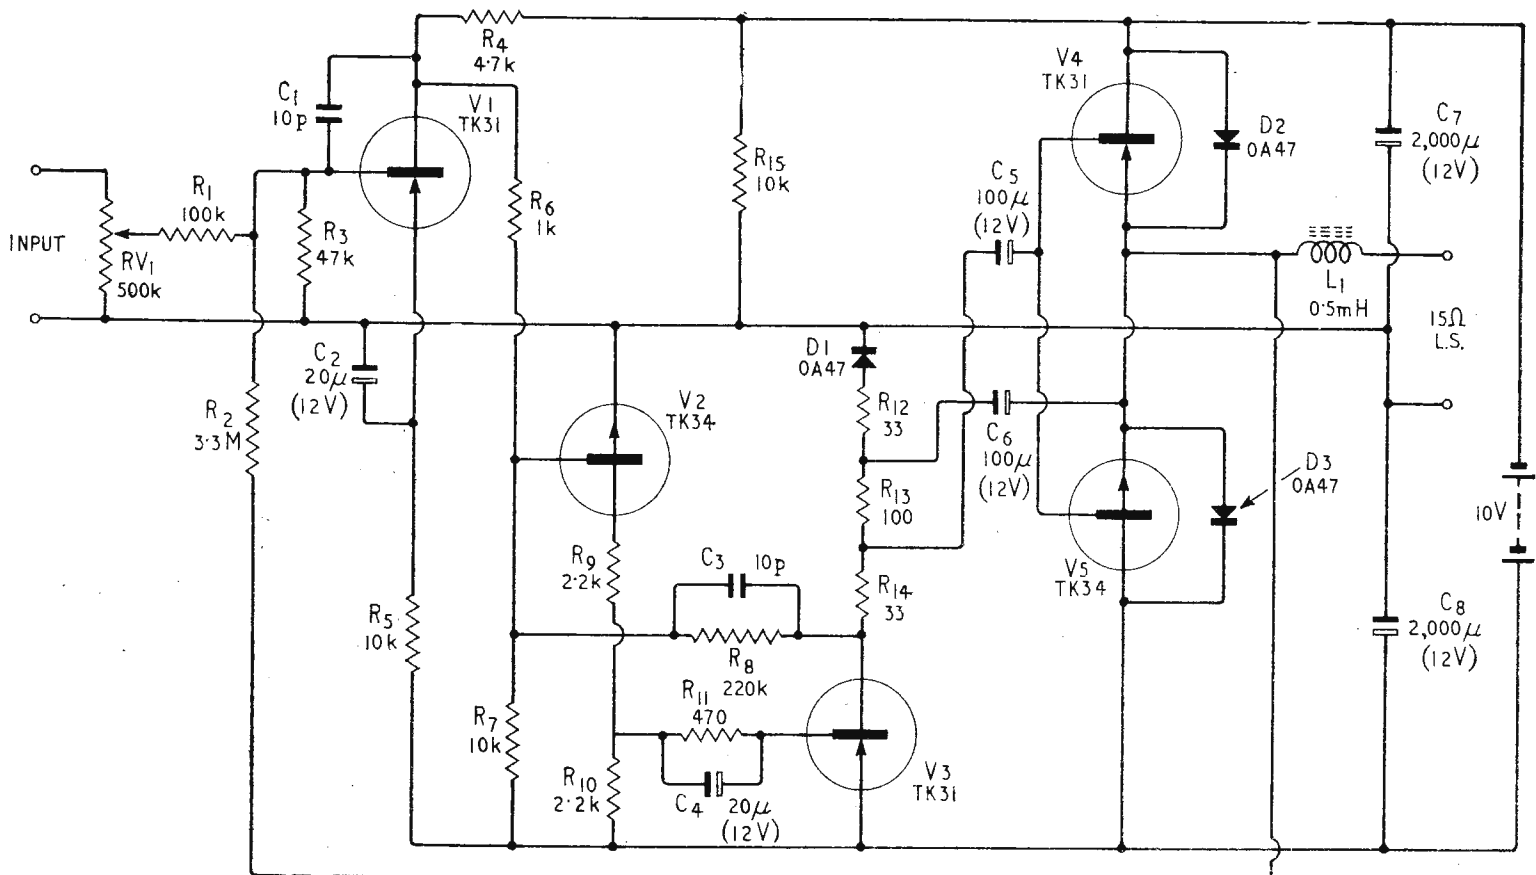 R4
4·7k
C1
10p
V1
TK31
R15
10k
V4
TK31
D2
OA47
C7
2,000μ
(12V)
C5
100μ
(12V)
R1
100k
R6
1k
INPUT
RV1
500k
R3
47k
L1
0·5mH
15Ω
L.S.
C2
20μ
(12V)
D1
OA47
R2
3·3M
V2
TK34
R12
33
C6
100μ
(12V)
D3
OA47
R13
100
10V
R9
2·2k
C3
10p
V5
TK34
R14
33
R5
10k
C8
2,000μ
(12V)
R8
220k
R11
470
R7
10k
R10
2·2k
C4
20μ
(12V)
V3
TK31